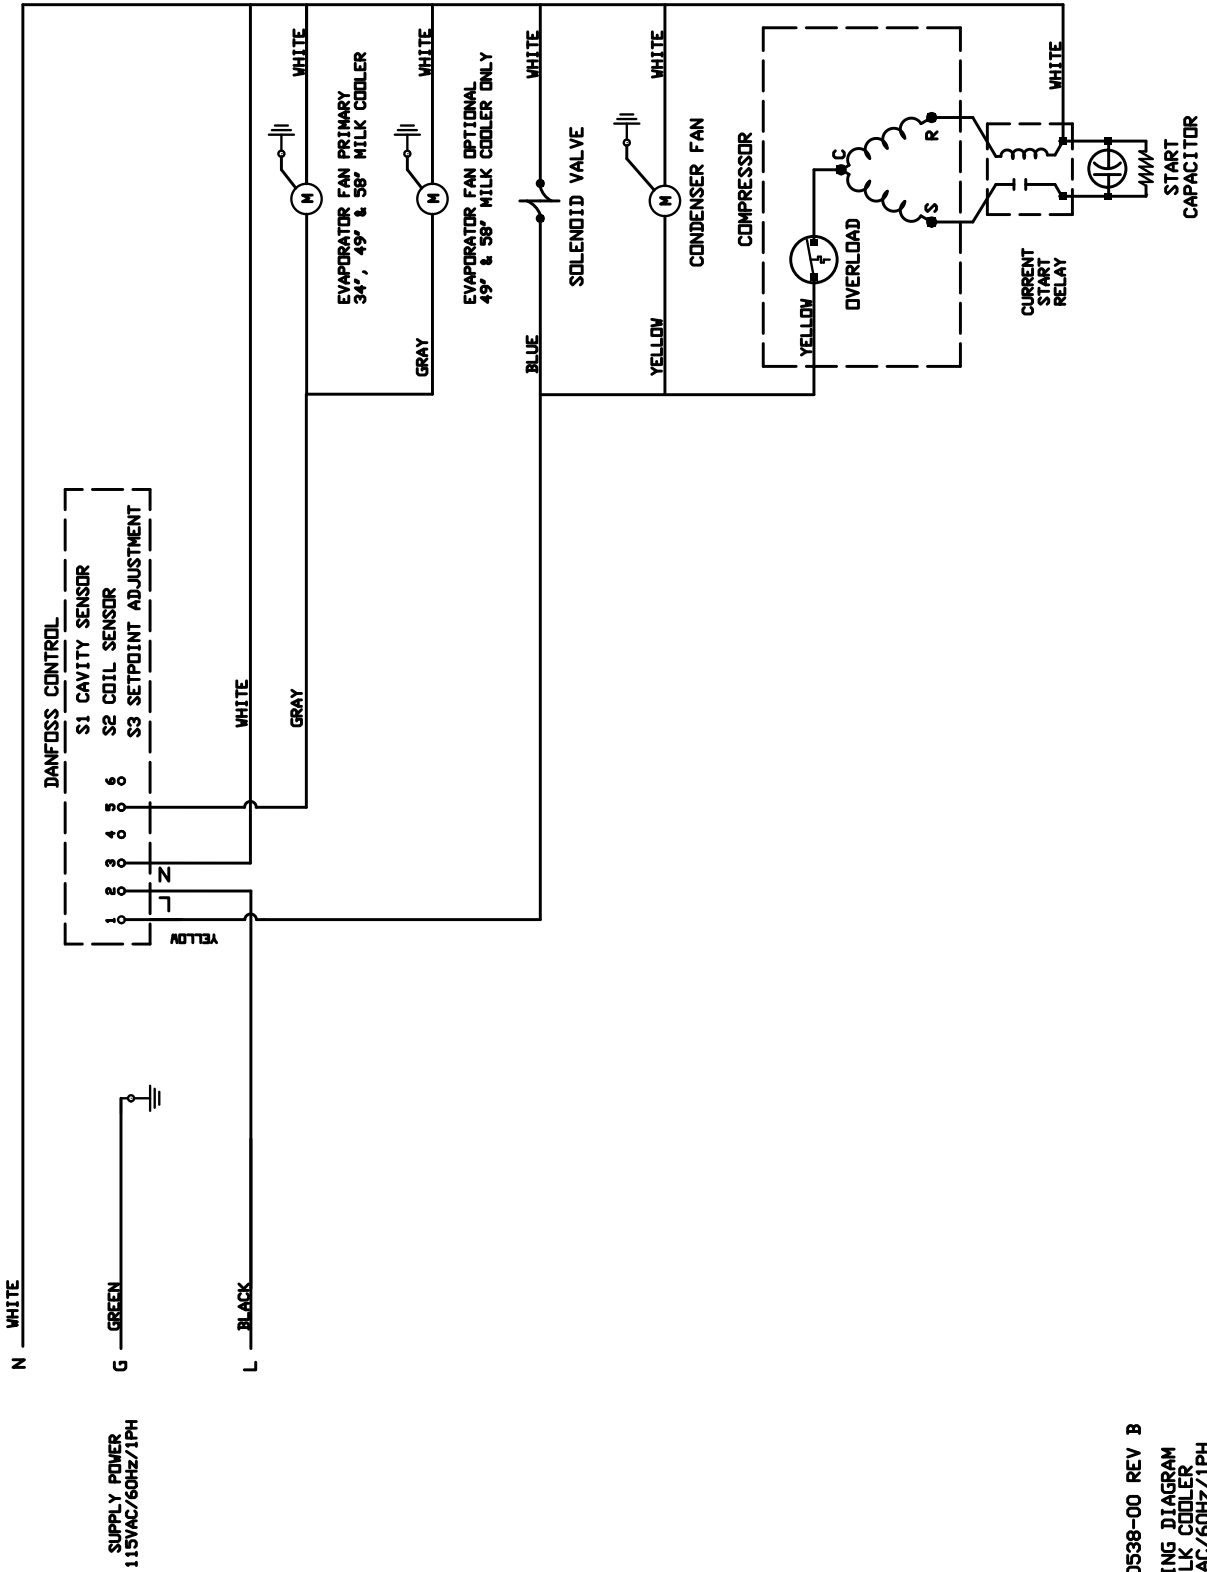 SUPPLY POWER
115VAC/60Hz/1PH
N
WHITE
G
GREEN
L
BLACK
DANFOSS CONTROL
S1 CAVITY SENSOR
S2 COIL SENSOR
S3 SETPOINT ADJUSTMENT
1
2
3
4
5
6
L
N
YELLOW
WHITE
GRAY
WHITE
M
EVAPORATOR FAN PRIMARY
34", 49" & 58" MILK COOLER
WHITE
M
GRAY
EVAPORATOR FAN OPTIONAL
49" & 58" MILK COOLER ONLY
WHITE
BLUE
SOLENOID VALVE
WHITE
M
YELLOW
CONDENSER FAN
COMPRESSOR
YELLOW
OVERLOAD
C
S
R
WHITE
CURRENT
START
RELAY
START
CAPACITOR
0538-00 REV B
ING DIAGRAM
LK COOLER
AC/60Hz/1PH